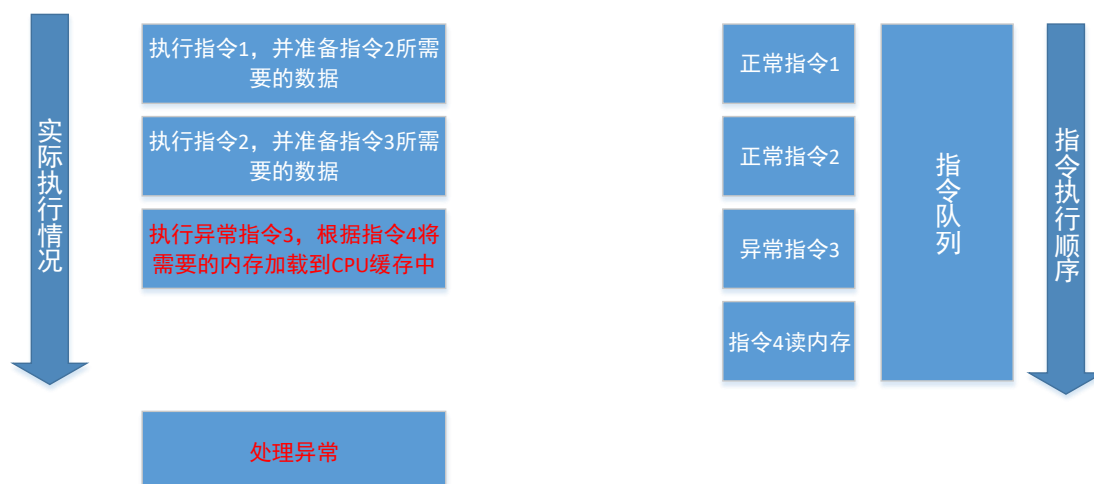 实际执行情况
执行指令1，并准备指令2所需
要的数据
执行指令2，并准备指令3所需
要的数据
执行异常指令3，根据指令4将
需要的内存加载到CPU缓存中
处理异常
正常指令1
正常指令2
异常指令3
指令4读内存
指令队列
指令执行顺序